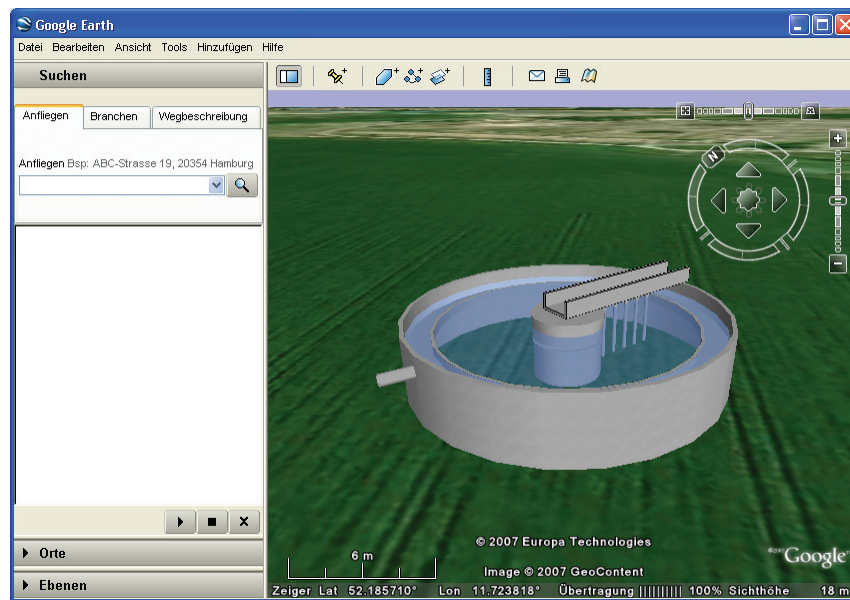 Google Earth
Datei Bearbeiten Ansicht Tools Hinzufügen Hilfe
Suchen
Anfliegen Branchen Wegbeschreibung
Anfliegen Bsp: ABC-Strasse 19, 20354 Hamburg
N
6 m
© 2007 Europa Technologies
Image © 2007 GeoContent
©2007 Google™
Orte
Ebenen
Zeiger Lat 52.185710° Lon 11.723818° Übertragung |||||||||| 100% Sichthöhe 18 m